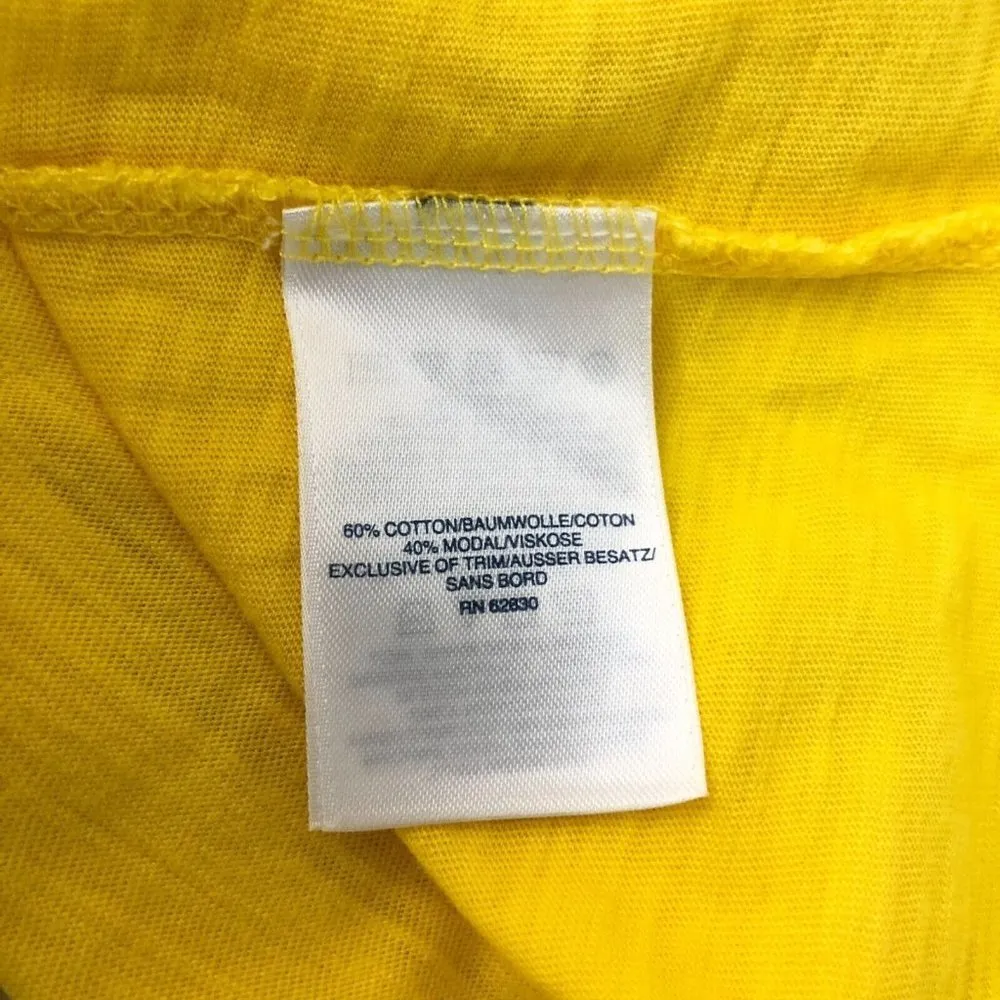 60% COTTON/BAUMWOLLE/COTON
40% MODAL/VISKOSE
EXCLUSIVE OF TRIM/AUSSER BESATZ/
SANS BORD
RN 62830